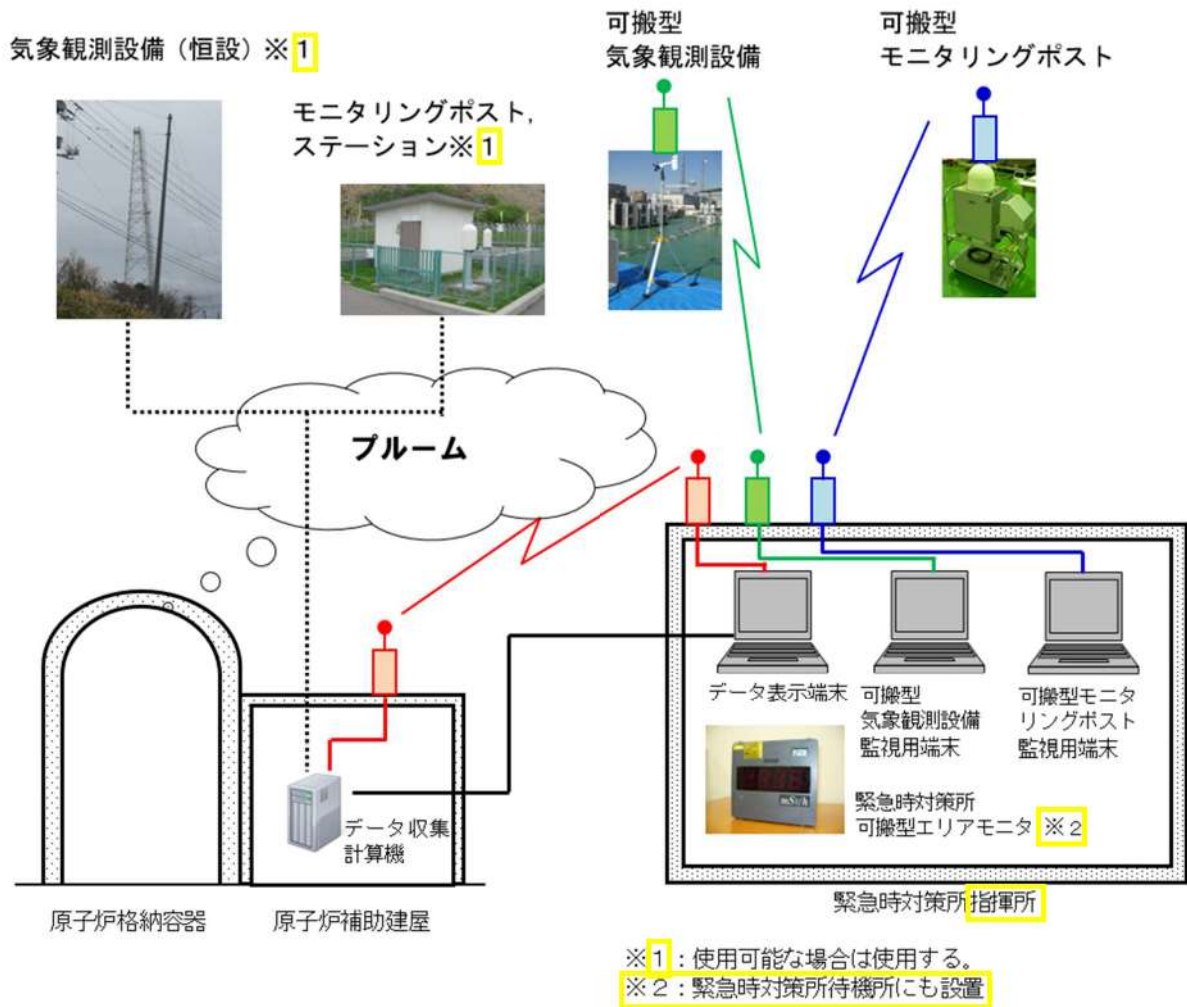 気象観測設備（恒設）※1
モニタリングポスト，
ステーション※1
可搬型
気象観測設備
可搬型
モニタリングポスト
プルーム
データ表示端末
可搬型
気象観測設備
監視用端末
可搬型モニタ
リングポスト
監視用端末
緊急時対策所
可搬型エリアモニタ ※2
データ収集
計算機
原子炉格納容器
原子炉補助建屋
緊急時対策所指揮所
※1：使用可能な場合は使用する。
※2：緊急時対策所待機所にも設置